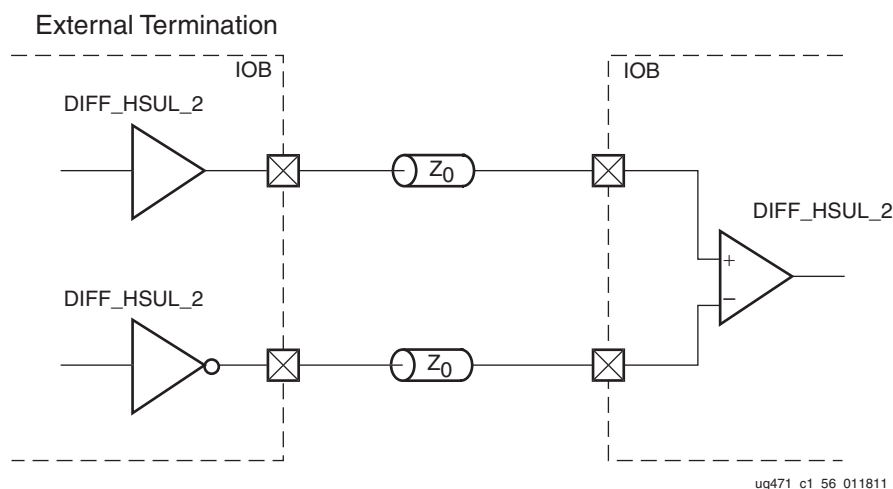 External Termination
IOB
IOB
DIFF_HSUL_2
Z0
DIFF_HSUL_2
+
–
DIFF_HSUL_2
Z0
ug471_c1_56_011811